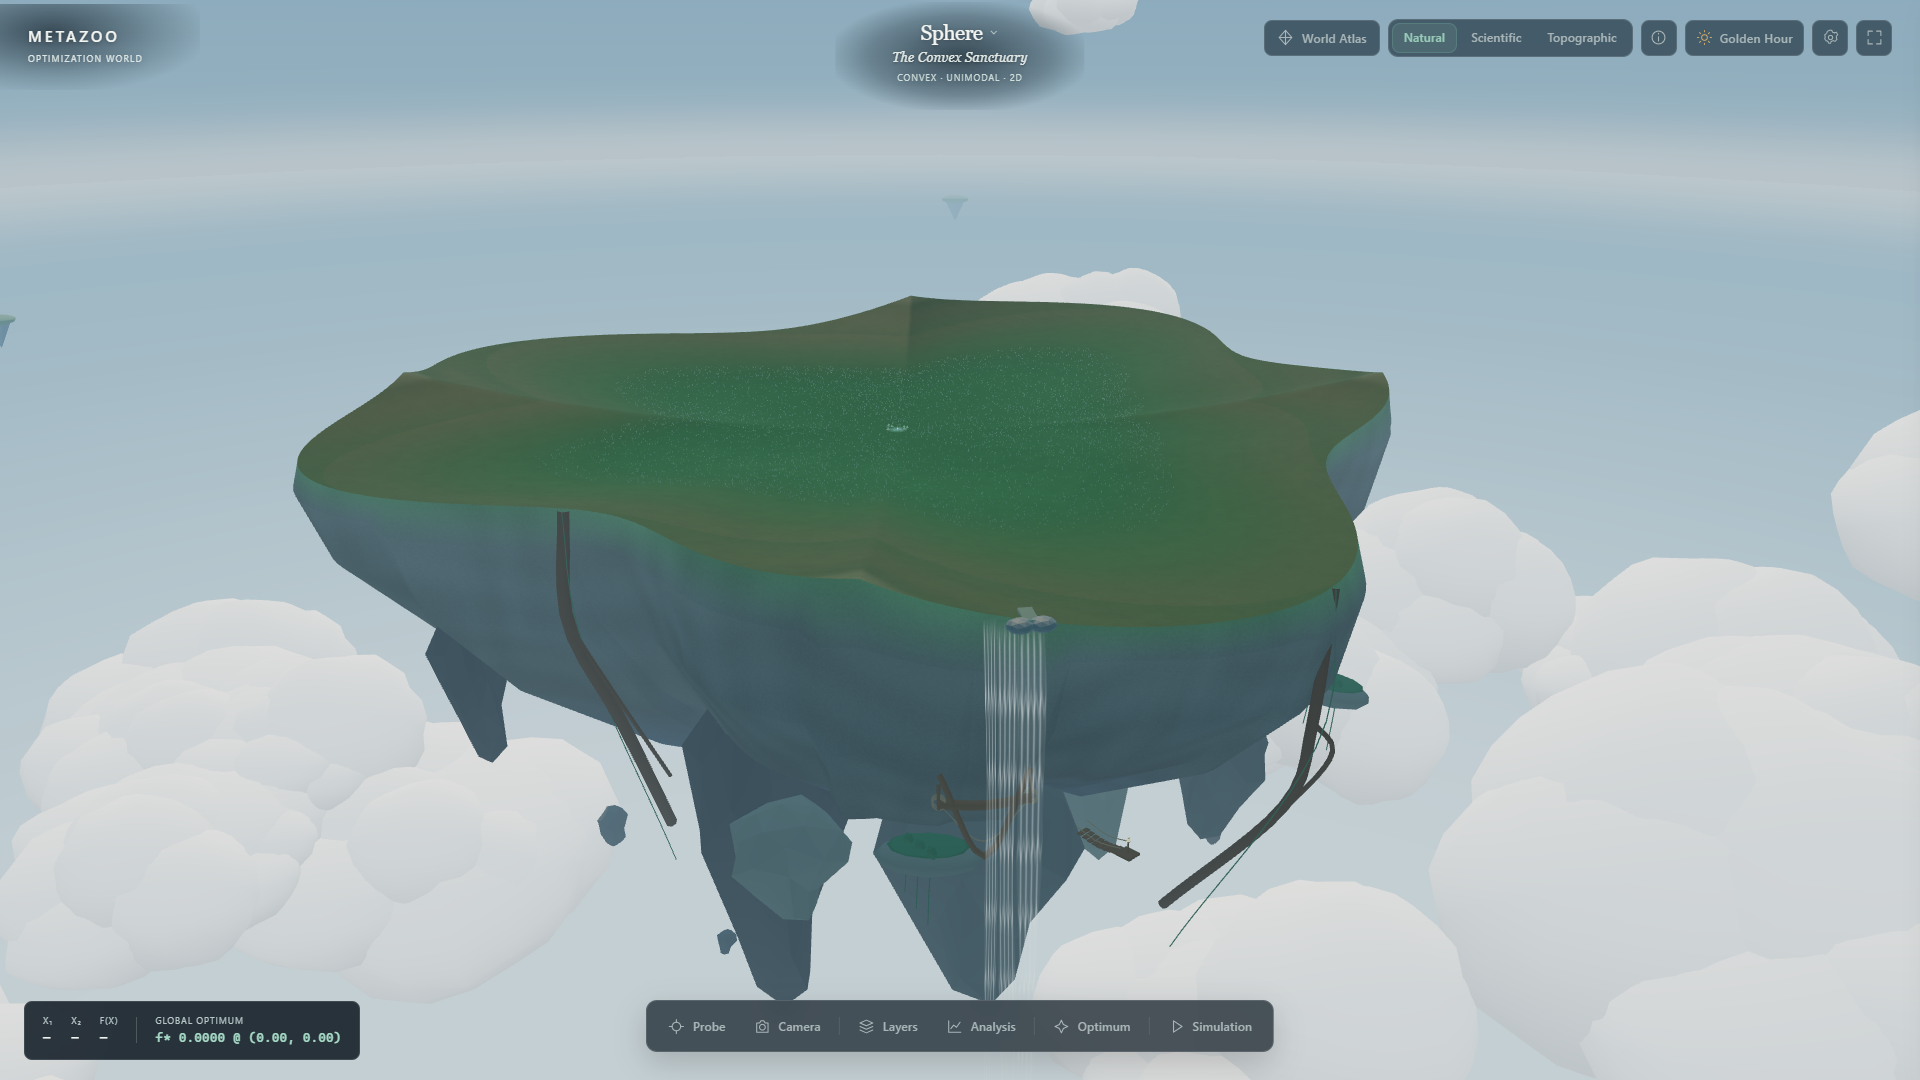 METAZOO
OPTIMIZATION WORLD
Sphere
The Convex Sanctuary
CONVEX · UNIMODAL · 2D
World Atlas
Natural
Scientific
Topographic
Golden Hour
X₁ X₂ F(X)
— — —
GLOBAL OPTIMUM
f* 0.0000 @ (0.00, 0.00)
Probe
Camera
Layers
Analysis
Optimum
Simulation